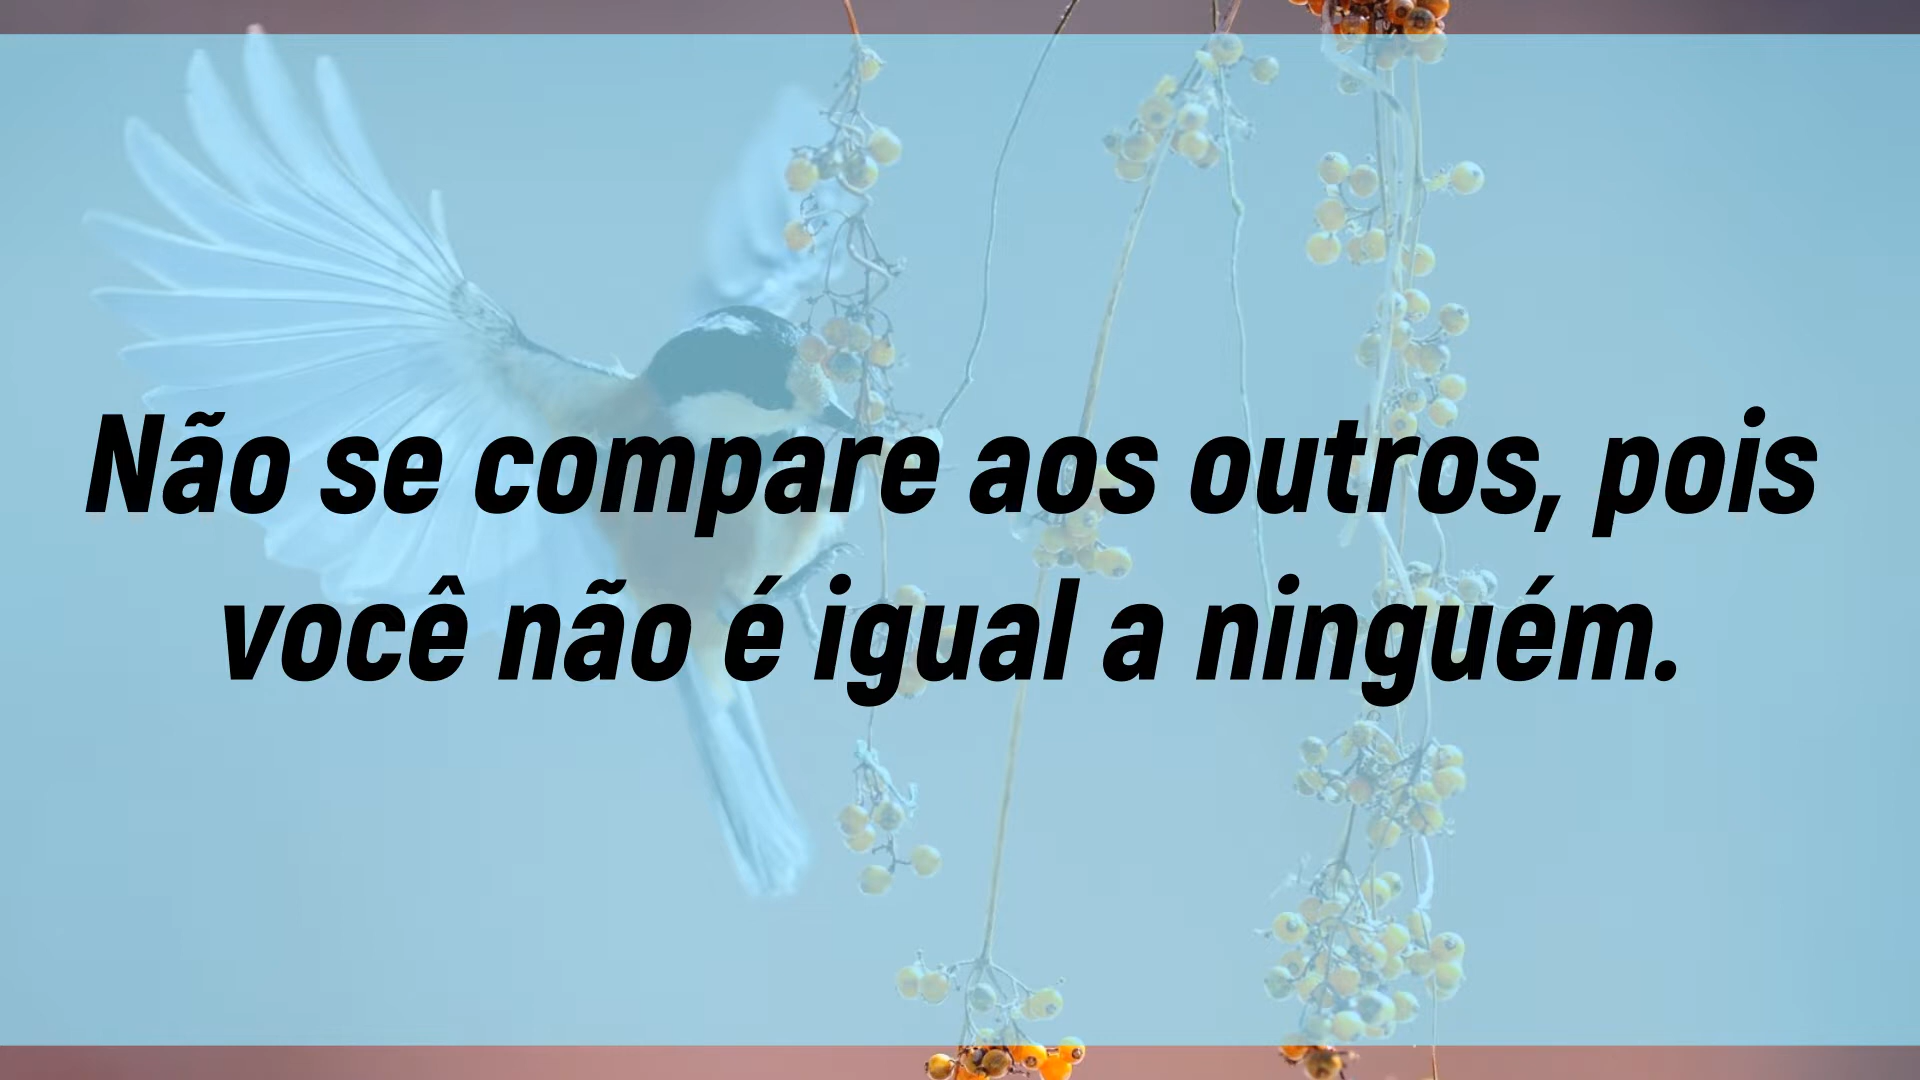 Não se compare aos outros, pois
você não é igual a ninguém.